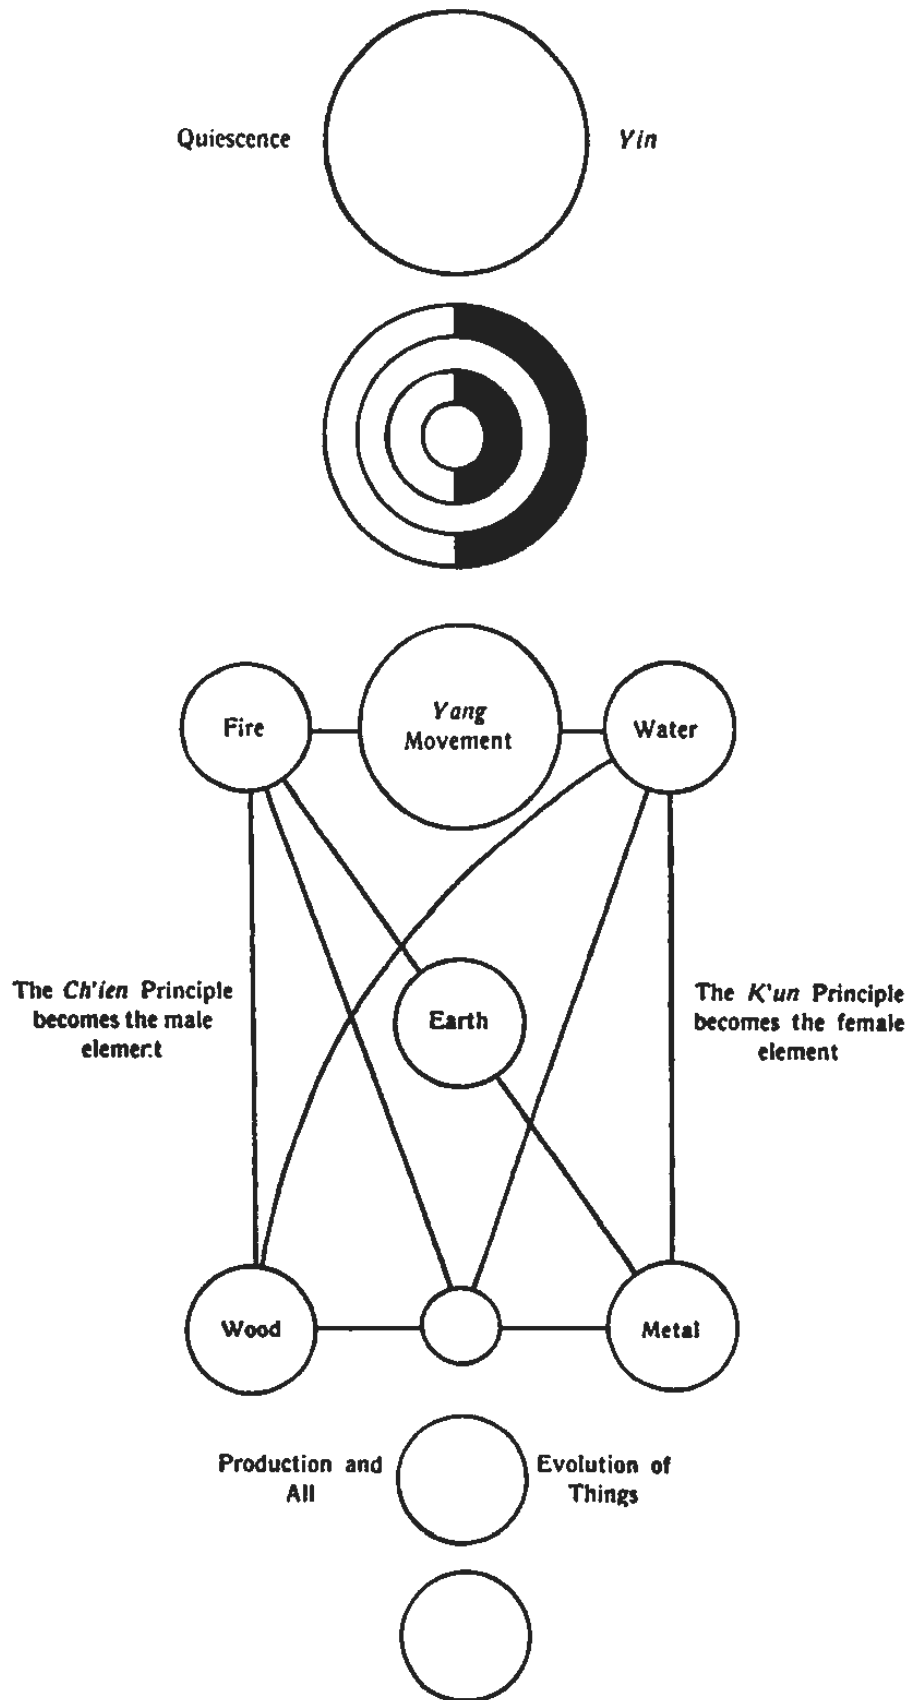 Quiescence
Yin
Fire
Yang
Movement
Water
The Ch'ien Principle
becomes the male
element
Earth
The K'un Principle
becomes the female
element
Wood
Metal
Production and
All
Evolution of
Things